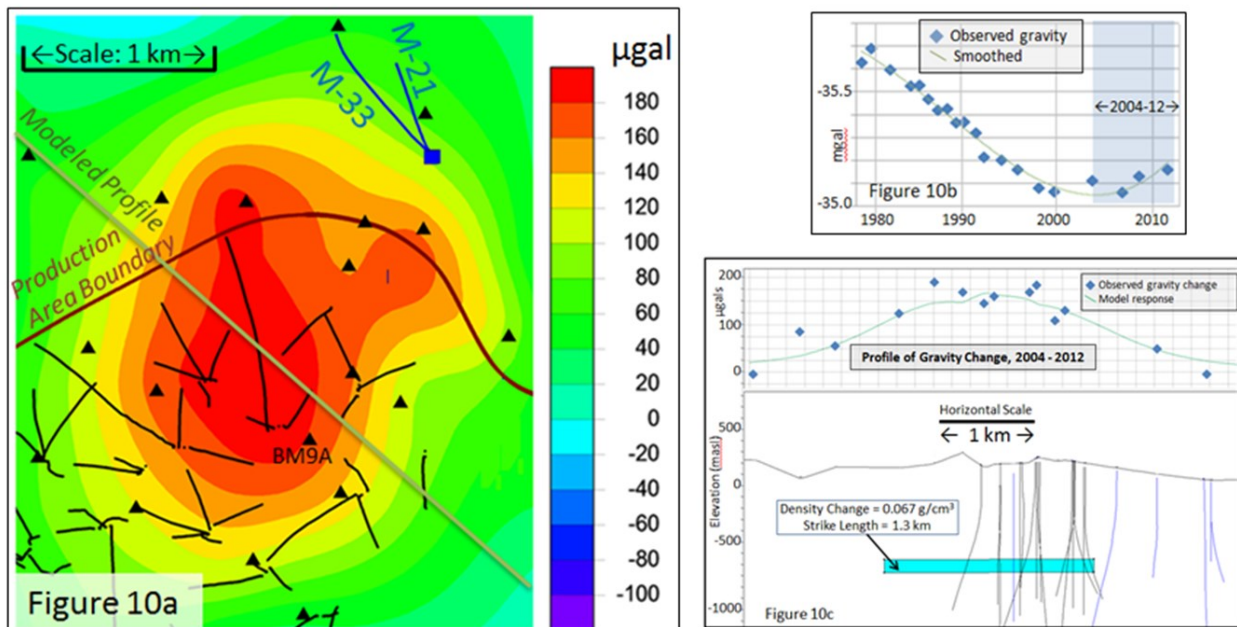 ←Scale: 1 km→
M-21
M-33
Modeled Profile
Production
Area Boundary
BM9A
Figure 10a
µgal
180
160
140
120
100
80
60
40
20
0
-20
-40
-60
-80
-100
Observed gravity
Smoothed
←2004-12→
-35.5
mgal
Figure 10b
-35.0
1980
1990
2000
2010
200
µgals
100
0
Observed gravity change
Model response
Profile of Gravity Change, 2004 - 2012
Horizontal Scale
← 1 km →
Elevation (masl)
500
0
-500
-1000
Density Change = 0.067 g/cm³
Strike Length = 1.3 km
Figure 10c